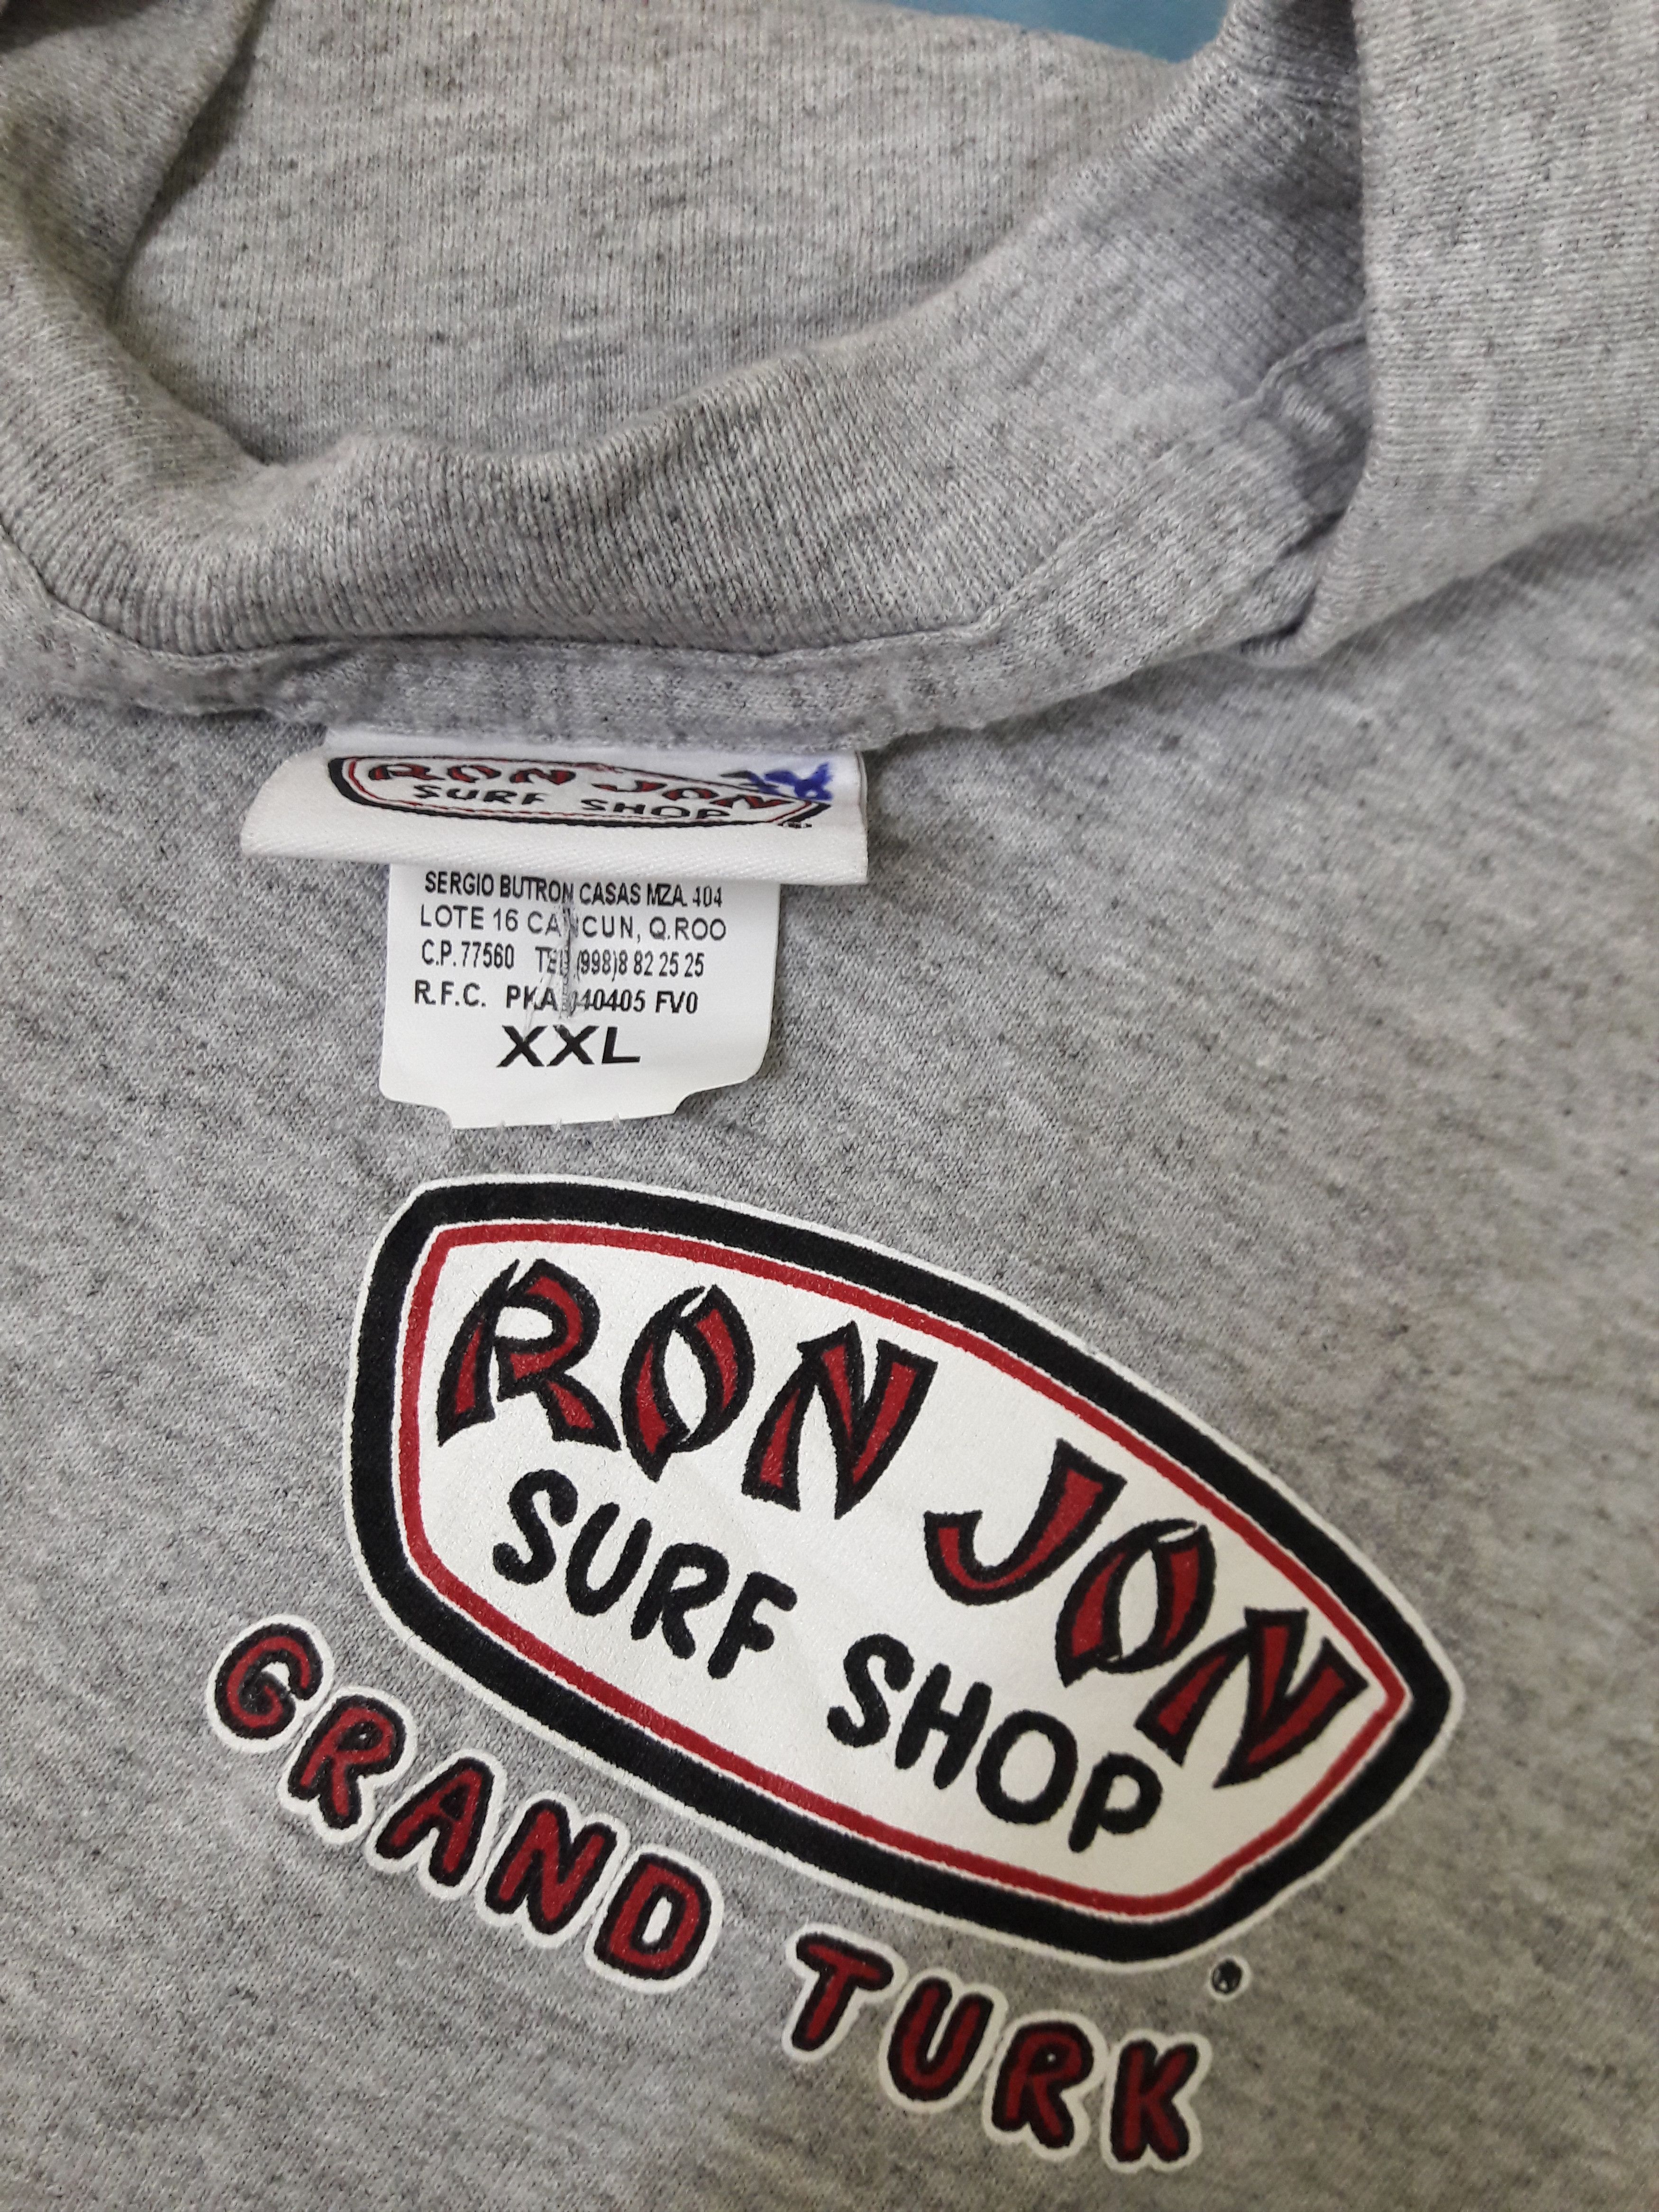 RON JON
SURF SHOP
SERGIO BUTRON CASAS MZA. 404
LOTE 16 CANCUN, Q.ROO
C.P. 77560 TEL (998)8 82 25 25
R.F.C. FV0
XXL
RON JON
SURF SHOP
GRAND TURK